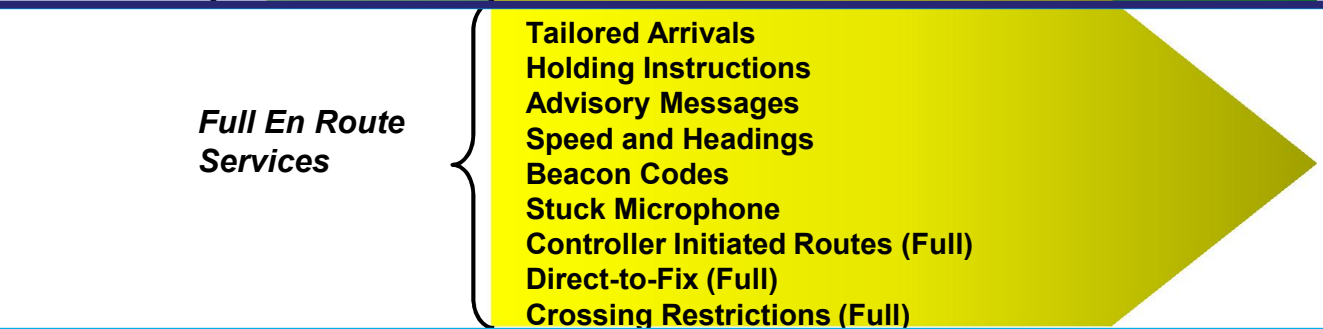 Full En Route
Services
Tailored Arrivals
Holding Instructions
Advisory Messages
Speed and Headings
Beacon Codes
Stuck Microphone
Controller Initiated Routes (Full)
Direct-to-Fix (Full)
Crossing Restrictions (Full)